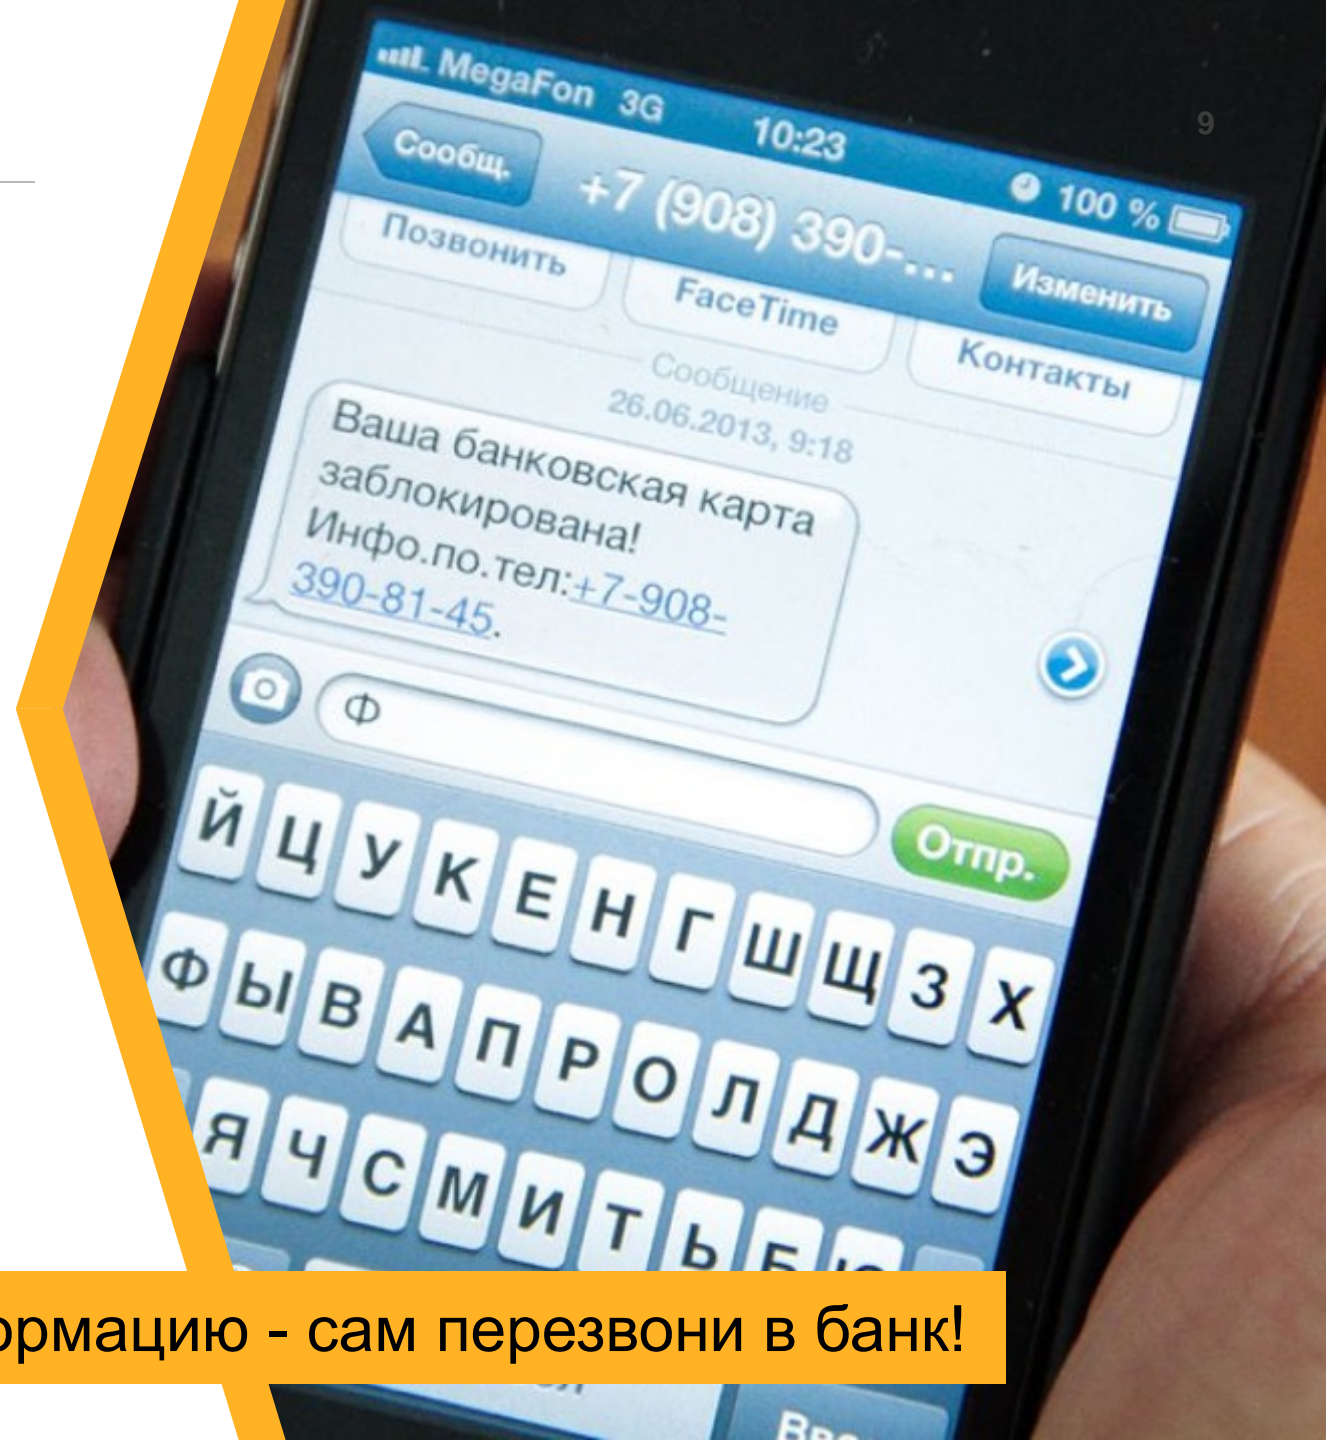 MegaFon 3G 10:23 100 %
9
Сообщ. +7 (908) 390-... Изменить
Позвонить FaceTime Контакты
Сообщение
26.06.2013, 9:18
Ваша банковская карта
заблокирована!
Инфо.по.тел:+7-908-
390-81-45.
Ф
Отпр.
Й Ц У К Е Н Г Ш Щ З Х
Ф Ы В А П Р О Л Д Ж Э
Я Ч С М И Т Ь Б Ю
ормацию - сам перезвони в банк!